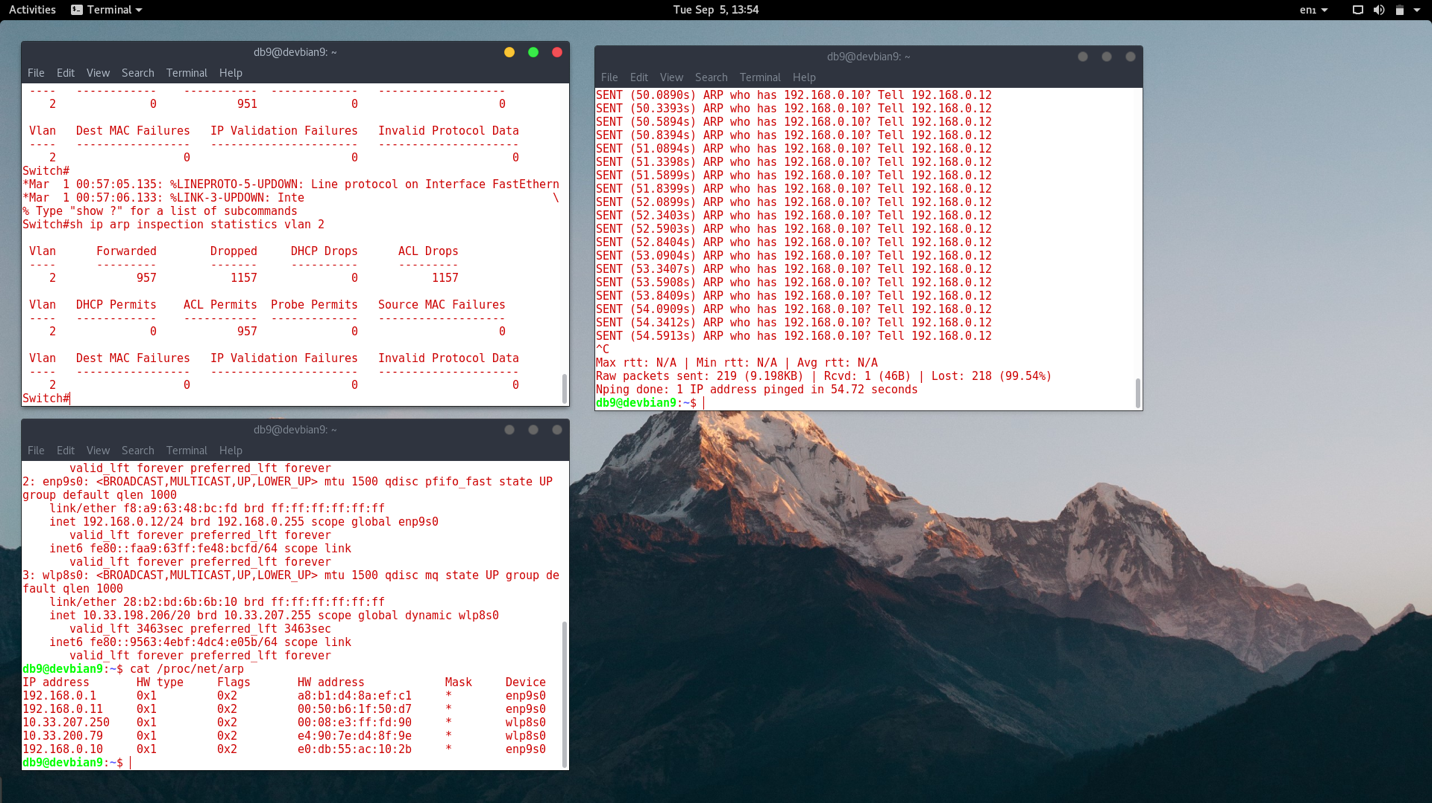 Activities Terminal Tue Sep 5, 13:54 en₁
db9@devbian9: ~
File Edit View Search Terminal Help
---- ------------ ----------- ------------- -------------------
2 0 951 0 0
Vlan Dest MAC Failures IP Validation Failures Invalid Protocol Data
---- ----------------- ---------------------- ---------------------
2 0 0 0
Switch#
*Mar 1 00:57:05.135: %LINEPROTO-5-UPDOWN: Line protocol on Interface FastEthern
*Mar 1 00:57:06.133: %LINK-3-UPDOWN: Inte \
% Type "show ?" for a list of subcommands
Switch#sh ip arp inspection statistics vlan 2
Vlan Forwarded Dropped DHCP Drops ACL Drops
---- --------- ------- ---------- ---------
2 957 1157 0 1157
Vlan DHCP Permits ACL Permits Probe Permits Source MAC Failures
---- ------------ ----------- ------------- -------------------
2 0 957 0 0
Vlan Dest MAC Failures IP Validation Failures Invalid Protocol Data
---- ----------------- ---------------------- ---------------------
2 0 0 0
Switch#
db9@devbian9: ~
File Edit View Search Terminal Help
SENT (50.0890s) ARP who has 192.168.0.10? Tell 192.168.0.12
SENT (50.3393s) ARP who has 192.168.0.10? Tell 192.168.0.12
SENT (50.5894s) ARP who has 192.168.0.10? Tell 192.168.0.12
SENT (50.8394s) ARP who has 192.168.0.10? Tell 192.168.0.12
SENT (51.0894s) ARP who has 192.168.0.10? Tell 192.168.0.12
SENT (51.3398s) ARP who has 192.168.0.10? Tell 192.168.0.12
SENT (51.5899s) ARP who has 192.168.0.10? Tell 192.168.0.12
SENT (51.8399s) ARP who has 192.168.0.10? Tell 192.168.0.12
SENT (52.0899s) ARP who has 192.168.0.10? Tell 192.168.0.12
SENT (52.3403s) ARP who has 192.168.0.10? Tell 192.168.0.12
SENT (52.5903s) ARP who has 192.168.0.10? Tell 192.168.0.12
SENT (52.8404s) ARP who has 192.168.0.10? Tell 192.168.0.12
SENT (53.0904s) ARP who has 192.168.0.10? Tell 192.168.0.12
SENT (53.3407s) ARP who has 192.168.0.10? Tell 192.168.0.12
SENT (53.5908s) ARP who has 192.168.0.10? Tell 192.168.0.12
SENT (53.8409s) ARP who has 192.168.0.10? Tell 192.168.0.12
SENT (54.0909s) ARP who has 192.168.0.10? Tell 192.168.0.12
SENT (54.3412s) ARP who has 192.168.0.10? Tell 192.168.0.12
SENT (54.5913s) ARP who has 192.168.0.10? Tell 192.168.0.12
^C
Max rtt: N/A | Min rtt: N/A | Avg rtt: N/A
Raw packets sent: 219 (9.198KB) | Rcvd: 1 (46B) | Lost: 218 (99.54%)
Nping done: 1 IP address pinged in 54.72 seconds
db9@devbian9:~$
db9@devbian9: ~
File Edit View Search Terminal Help
valid_lft forever preferred_lft forever
2: enp9s0: <BROADCAST,MULTICAST,UP,LOWER_UP> mtu 1500 qdisc pfifo_fast state UP
group default qlen 1000
link/ether f8:a9:63:48:bc:fd brd ff:ff:ff:ff:ff:ff
inet 192.168.0.12/24 brd 192.168.0.255 scope global enp9s0
valid_lft forever preferred_lft forever
inet6 fe80::faa9:63ff:fe48:bcfd/64 scope link
valid_lft forever preferred_lft forever
3: wlp8s0: <BROADCAST,MULTICAST,UP,LOWER_UP> mtu 1500 qdisc mq state UP group de
fault qlen 1000
link/ether 28:b2:bd:6b:6b:10 brd ff:ff:ff:ff:ff:ff
inet 10.33.198.206/20 brd 10.33.207.255 scope global dynamic wlp8s0
valid_lft 3463sec preferred_lft 3463sec
inet6 fe80::9563:4ebf:4dc4:e05b/64 scope link
valid_lft forever preferred_lft forever
db9@devbian9:~$ cat /proc/net/arp
IP address HW type Flags HW address Mask Device
192.168.0.1 0x1 0x2 a8:b1:d4:8a:ef:c1 * enp9s0
192.168.0.11 0x1 0x2 00:50:b6:1f:50:d7 * enp9s0
10.33.207.250 0x1 0x2 00:08:e3:ff:fd:90 * wlp8s0
10.33.200.79 0x1 0x2 e4:90:7e:d4:8f:9e * wlp8s0
192.168.0.10 0x1 0x2 e0:db:55:ac:10:2b * enp9s0
db9@devbian9:~$